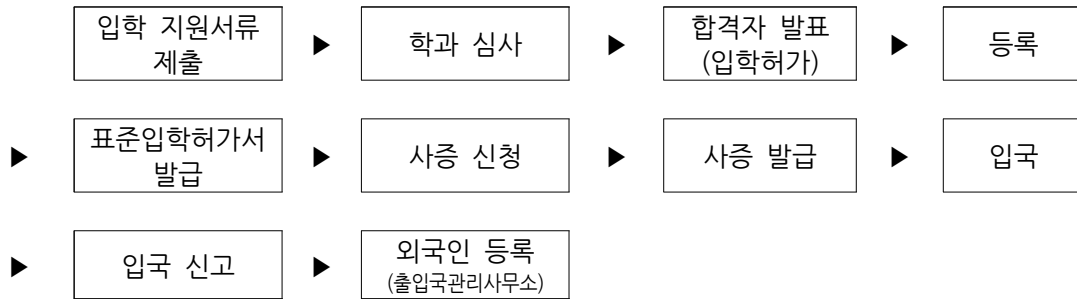 입학 지원서류
제출
▶
학과 심사
▶
합격자 발표
(입학허가)
▶
등록
▶
표준입학허가서
발급
▶
사증 신청
▶
사증 발급
▶
입국
▶
입국 신고
▶
외국인 등록
(출입국관리사무소)